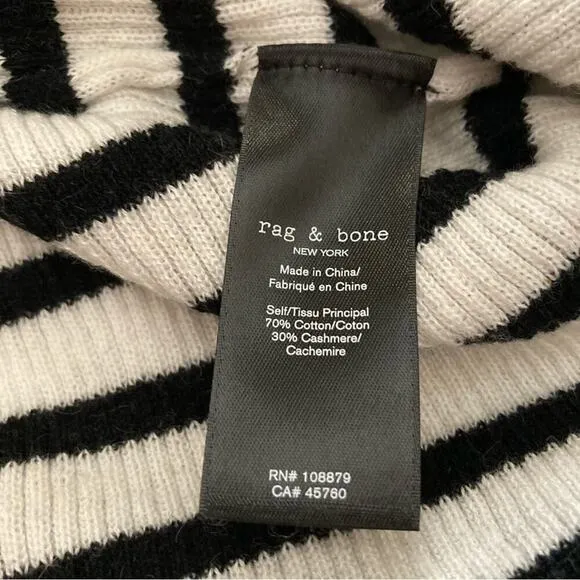 rag & bone
NEW YORK
Made in China/
Fabriqué en Chine
Self/Tissu Principal
70% Cotton/Coton
30% Cashmere/
Cachemire
RN# 108879
CA# 45760